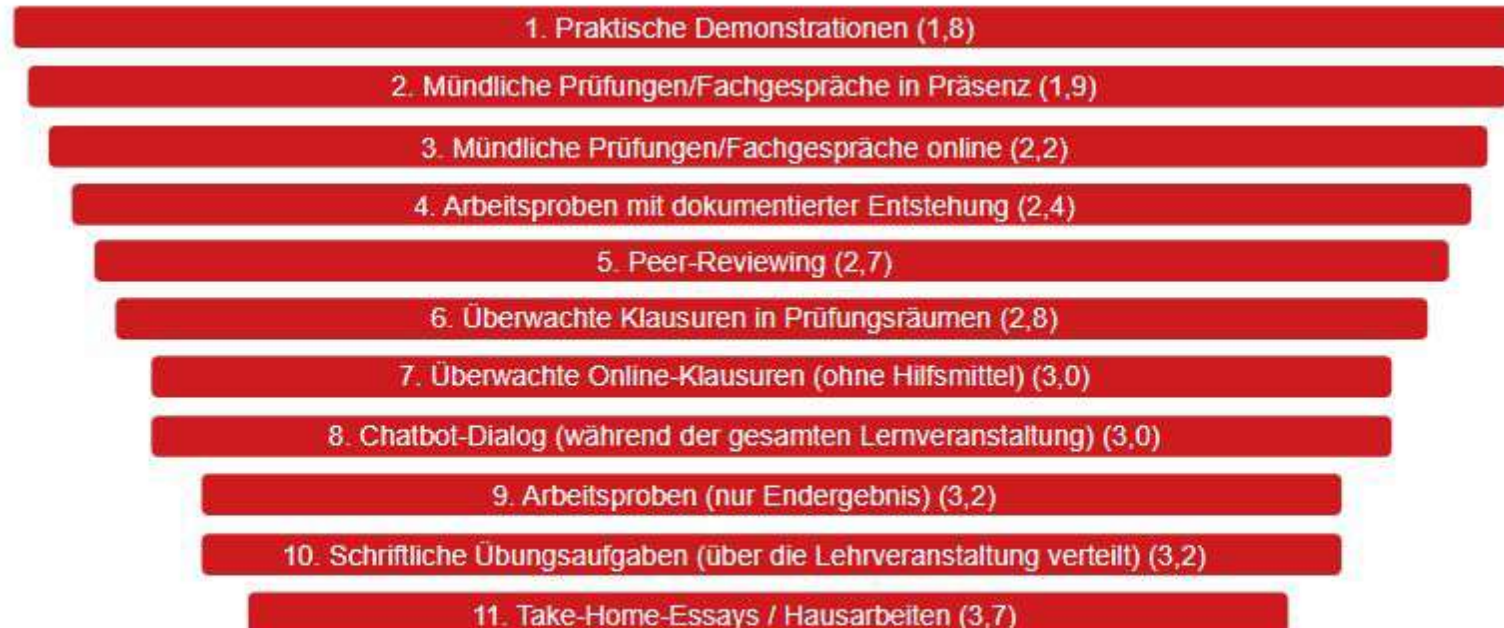 1. Praktische Demonstrationen (1,8)
2. Mündliche Prüfungen/Fachgespräche in Präsenz (1,9)
3. Mündliche Prüfungen/Fachgespräche online (2,2)
4. Arbeitsproben mit dokumentierter Entstehung (2,4)
5. Peer-Reviewing (2,7)
6. Überwachte Klausuren in Prüfungsräumen (2,8)
7. Überwachte Online-Klausuren (ohne Hilfsmittel) (3,0)
8. Chatbot-Dialog (während der gesamten Lernveranstaltung) (3,0)
9. Arbeitsproben (nur Endergebnis) (3,2)
10. Schriftliche Übungsaufgaben (über die Lehrveranstaltung verteilt) (3,2)
11. Take-Home-Essays / Hausarbeiten (3,7)